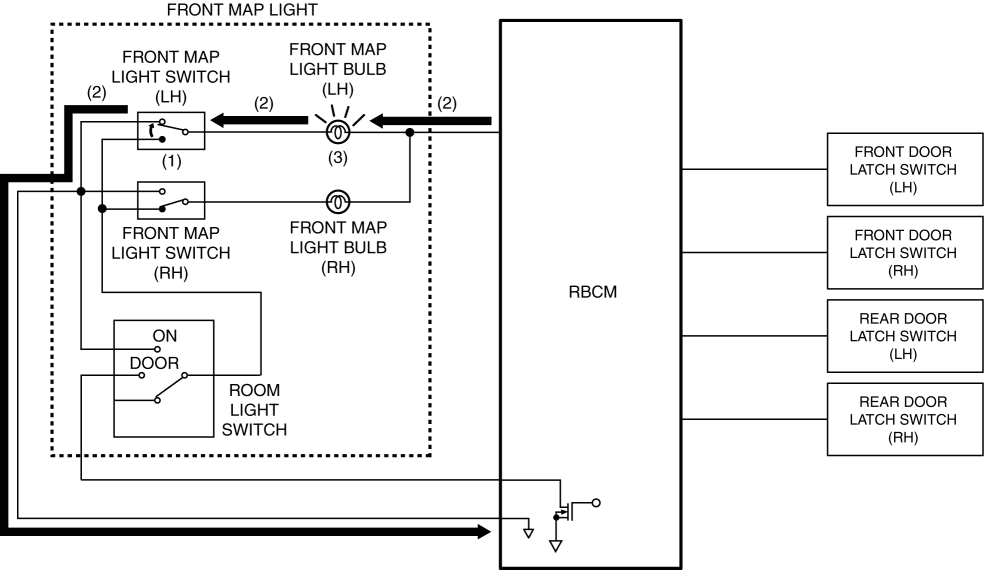 FRONT MAP LIGHT
FRONT MAP
LIGHT SWITCH
(LH)
FRONT MAP
LIGHT BULB
(LH)
(2)
(2)
(2)
(1)
(3)
FRONT MAP
LIGHT SWITCH
(RH)
FRONT MAP
LIGHT BULB
(RH)
ON
DOOR
ROOM
LIGHT
SWITCH
RBCM
FRONT DOOR
LATCH SWITCH
(LH)
FRONT DOOR
LATCH SWITCH
(RH)
REAR DOOR
LATCH SWITCH
(LH)
REAR DOOR
LATCH SWITCH
(RH)